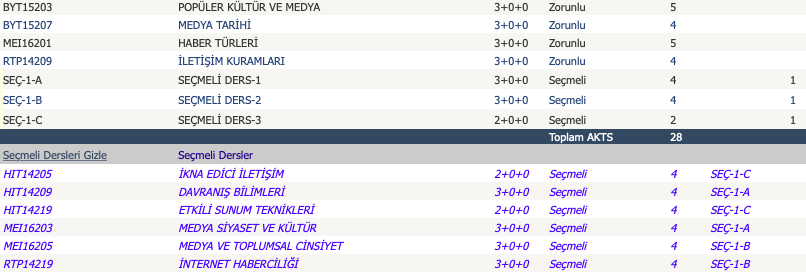 BYT15203 POPÜLER KÜLTÜR VE MEDYA 3+0+0 Zorunlu 5
BYT15207 MEDYA TARİHİ 3+0+0 Zorunlu 4
MEI16201 HABER TÜRLERİ 3+0+0 Zorunlu 5
RTP14209 İLETİŞİM KURAMLARI 3+0+0 Zorunlu 4
SEÇ-1-A SEÇMELİ DERS-1 3+0+0 Seçmeli 4 1
SEÇ-1-B SEÇMELİ DERS-2 3+0+0 Seçmeli 4 1
SEÇ-1-C SEÇMELİ DERS-3 2+0+0 Seçmeli 2 1
Toplam AKTS 28
Seçmeli Dersleri Gizle Seçmeli Dersler
HIT14205 İKNA EDİCİ İLETİŞİM 2+0+0 Seçmeli 4 SEÇ-1-C
HIT14209 DAVRANIŞ BİLİMLERİ 3+0+0 Seçmeli 4 SEÇ-1-A
HIT14219 ETKİLİ SUNUM TEKNİKLERİ 2+0+0 Seçmeli 4 SEÇ-1-C
MEI16203 MEDYA SİYASET VE KÜLTÜR 3+0+0 Seçmeli 4 SEÇ-1-A
MEI16205 MEDYA VE TOPLUMSAL CİNSİYET 3+0+0 Seçmeli 4 SEÇ-1-B
RTP14219 İNTERNET HABERCİLİĞİ 3+0+0 Seçmeli 4 SEÇ-1-B